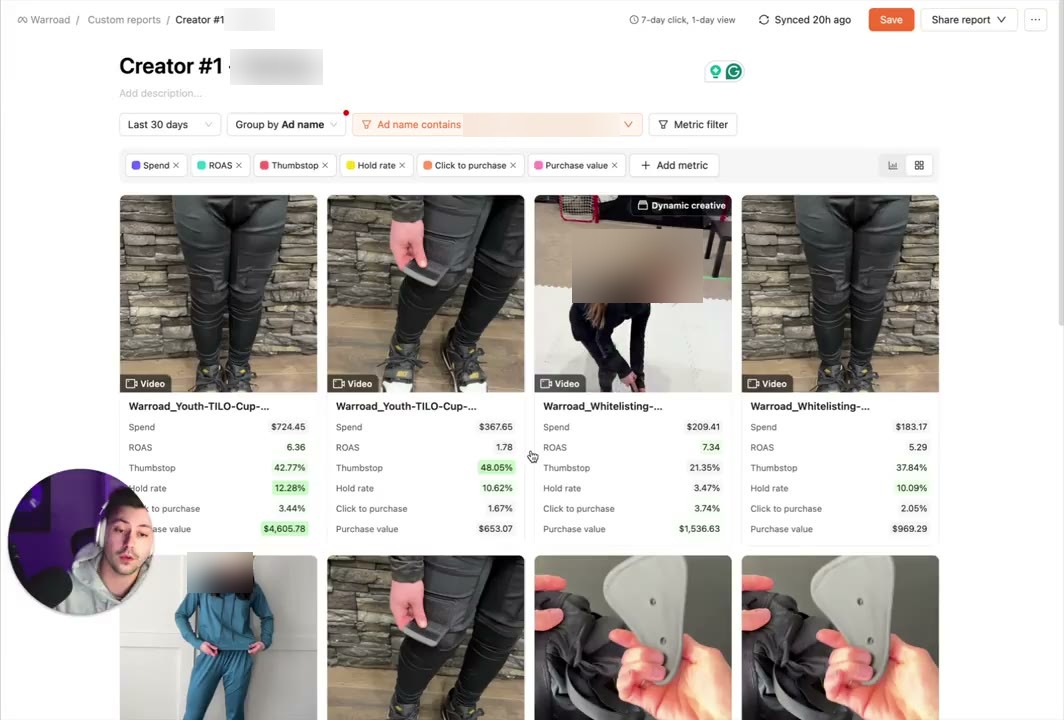 Warroad / Custom reports / Creator #1
7-day click, 1-day view
Synced 20h ago
Save
Share report
Creator #1 -
Add description...
Last 30 days
Group by Ad name
Ad name contains
Metric filter
Spend
ROAS
Thumbstop
Hold rate
Click to purchase
Purchase value
+ Add metric
Video
Video
Dynamic creative
Video
Video
Warroad_Youth-TILO-Cup-...
Spend $724.45
ROAS 6.36
Thumbstop 42.77%
Hold rate 12.28%
Click to purchase 3.44%
ase value $4,605.78
Warroad_Youth-TILO-Cup-...
Spend $367.65
ROAS 1.78
Thumbstop 48.05%
Hold rate 10.62%
Click to purchase 1.67%
Purchase value $653.07
Warroad_Whitelisting-...
Spend $209.41
ROAS 7.34
Thumbstop 21.35%
Hold rate 3.47%
Click to purchase 3.74%
Purchase value $1,536.63
Warroad_Whitelisting-...
Spend $183.17
ROAS 5.29
Thumbstop 37.84%
Hold rate 10.09%
Click to purchase 2.05%
Purchase value $969.29